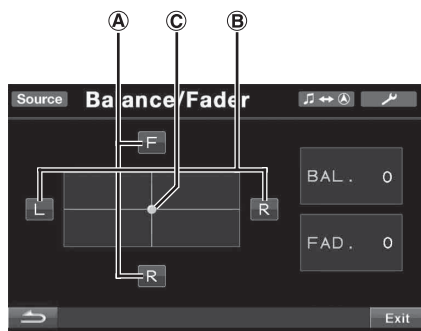 A C B
Source Balance/Fader
F
L R
R
BAL. 0
FAD. 0
Exit